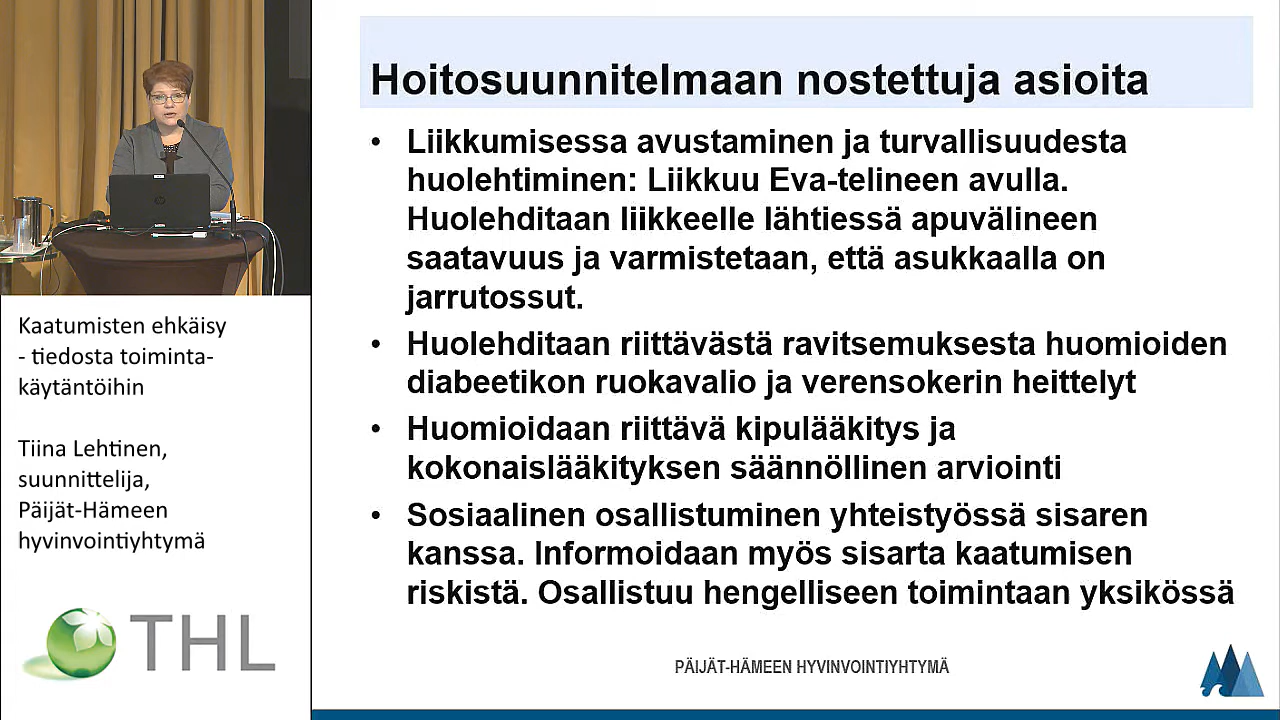 Hoitosuunnitelmaan nostettuja asioita
• Liikkumisessa avustaminen ja turvallisuudesta
huolehtiminen: Liikkuu Eva-telineen avulla.
Huolehditaan liikkeelle lähtiessä apuvälineen
saatavuus ja varmistetaan, että asukkaalla on
jarrutossut.
• Huolehditaan riittävästä ravitsemuksesta huomioiden
diabeetikon ruokavalio ja verensokerin heittelyt
• Huomioidaan riittävä kipulääkitys ja
kokonaislääkityksen säännöllinen arviointi
• Sosiaalinen osallistuminen yhteistyössä sisaren
kanssa. Informoidaan myös sisarta kaatumisen
riskistä. Osallistuu hengelliseen toimintaan yksikössä
PÄIJÄT-HÄMEEN HYVINVOINTIYHTYMÄ
Kaatumisten ehkäisy
- tiedosta toiminta-
käytäntöihin
Tiina Lehtinen,
suunnittelija,
Päijät-Hämeen
hyvinvointiyhtymä
THL